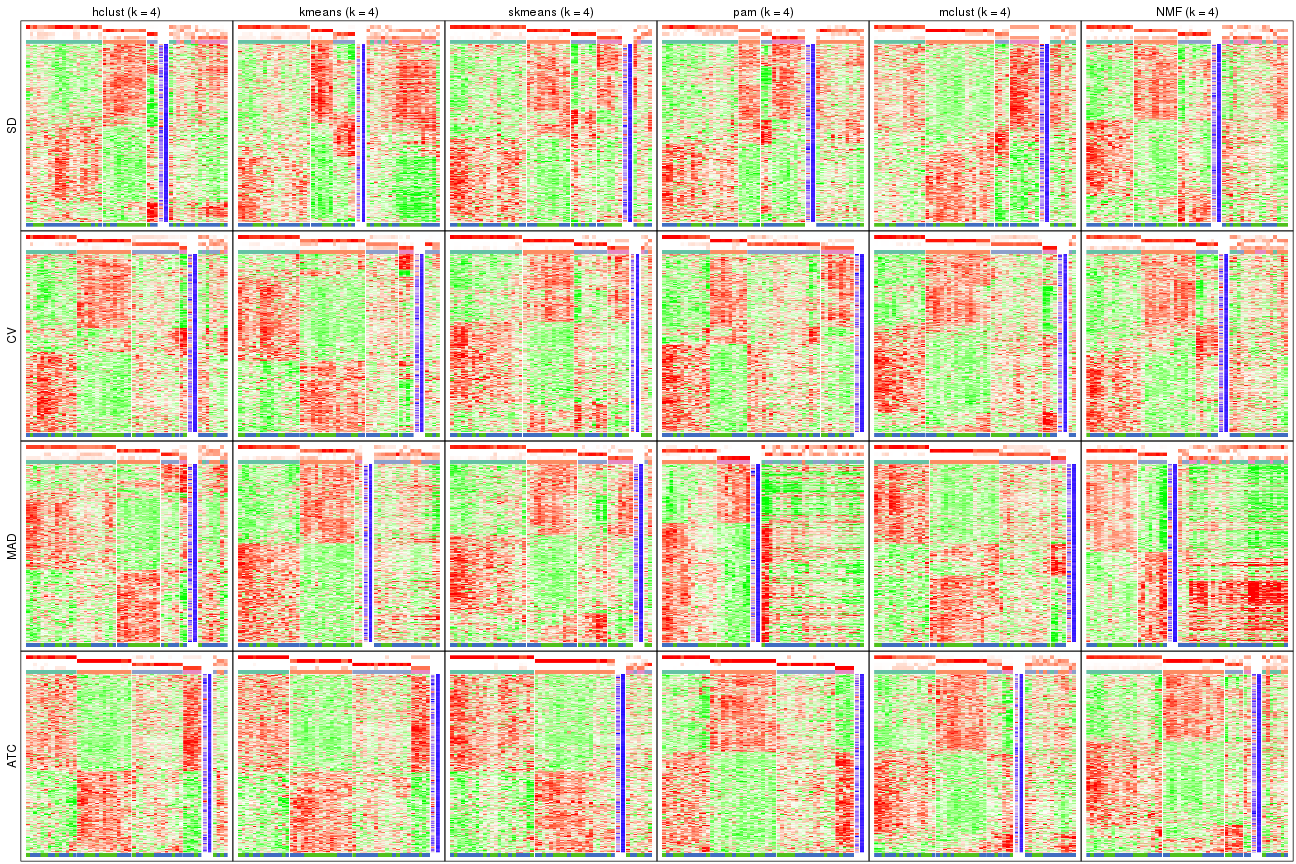 hclust (k = 4) kmeans (k = 4) skmeans (k = 4) pam (k = 4) mclust (k = 4) NMF (k = 4)
SD
CV
MAD
ATC